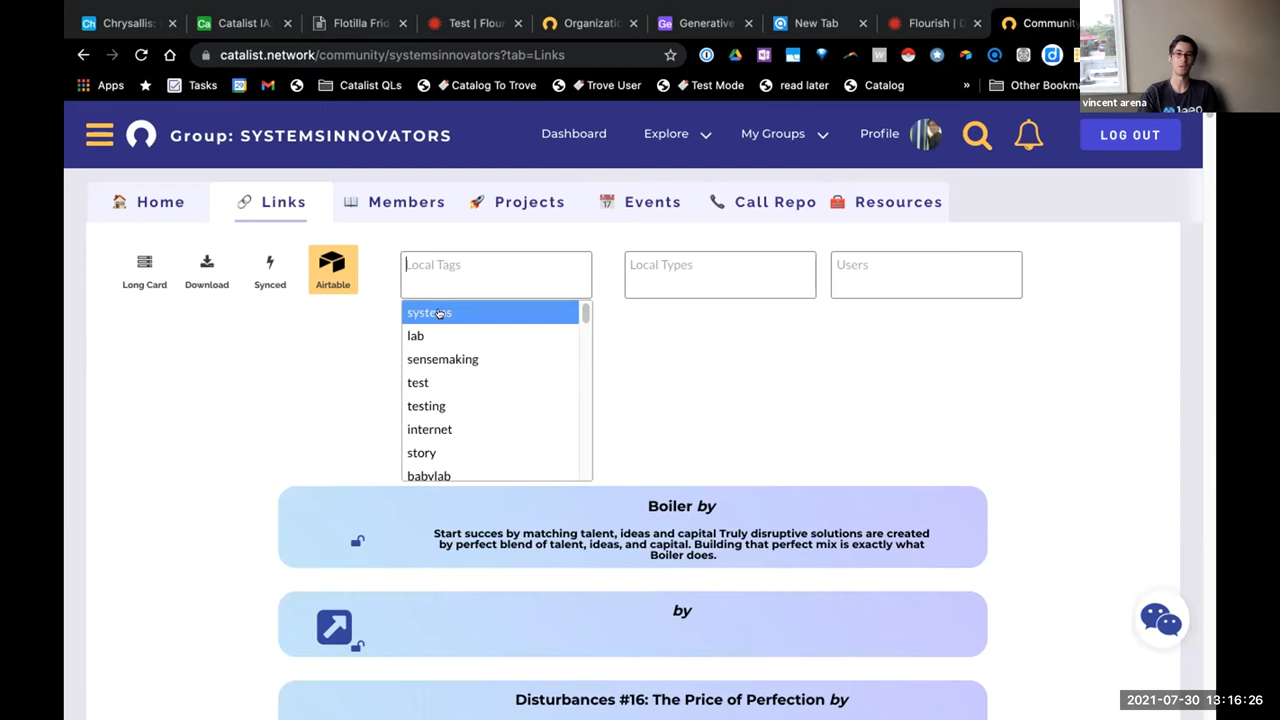 Chrysallis:
Catalist IA:
Flotilla Frid
Test | Flour
Organizatio
Generative
New Tab
Flourish | D
Community
catalist.network/community/systemsinnovators?tab=Links
Apps
Tasks
Catalist
Catalog To Trove
Trove User
Test Mode
read later
Catalog
»
Other Bookm
vincent arena
Group: SYSTEMSINNOVATORS
Dashboard
Explore
My Groups
Profile
LOG OUT
Home
Links
Members
Projects
Events
Call Repo
Resources
Long Card
Download
Synced
Airtable
Local Tags
Local Types
Users
systems
lab
sensemaking
test
testing
internet
story
babylab
Boiler by
Start succes by matching talent, ideas and capital Truly disruptive solutions are created
by perfect blend of talent, ideas, and capital. Building that perfect mix is exactly what
Boiler does.
by
Disturbances #16: The Price of Perfection by
2021-07-30 13:16:26